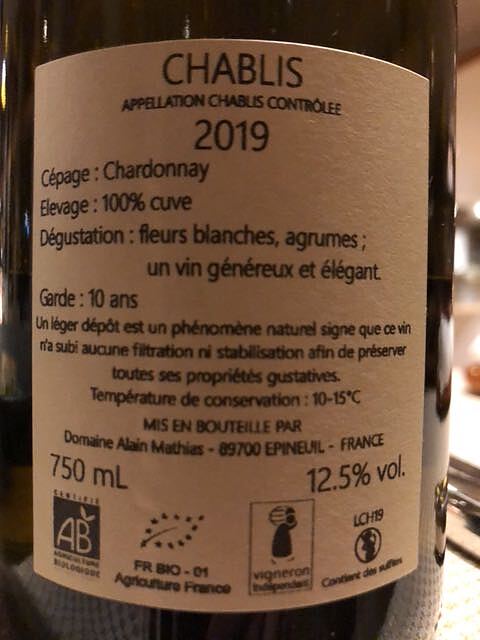 CHABLIS
APPELLATION CHABLIS CONTRÔLEE
2019
Cépage : Chardonnay
Elevage : 100% cuve
Dégustation : fleurs blanches, agrumes ;
un vin généreux et élégant.
Garde : 10 ans
Un léger dépôt est un phénomène naturel signe que ce vin
n'a subi aucune filtration ni stabilisation afin de préserver
toutes ses propriétés gustatives.
Température de conservation : 10-15°C
MIS EN BOUTEILLE PAR
Domaine Alain Mathias - 89700 EPINEUIL - FRANCE
750 mL
12.5% vol.
CERTIFIÉ
AB
AGRICULTURE
BIOLOGIQUE
FR BIO - 01
Agriculture France
vigneron
indépendant
LCH19
Contient des sulfites